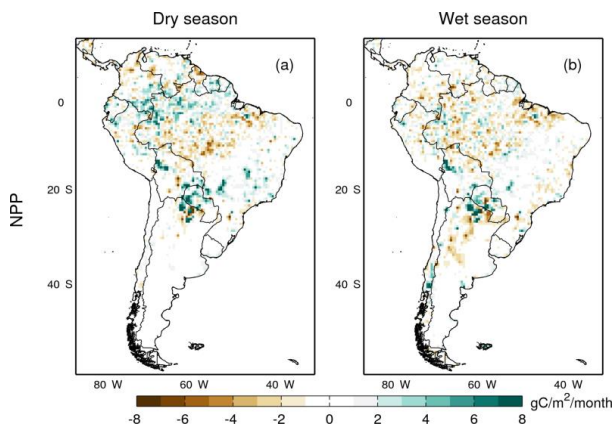 Dry season
Wet season
(a)
(b)
NPP
0
20 S
40 S
0
20 S
40 S
80 W 60 W 40 W
80 W 60 W 40 W
-8 -6 -4 -2 0 2 4 6 8
gC/m²/month